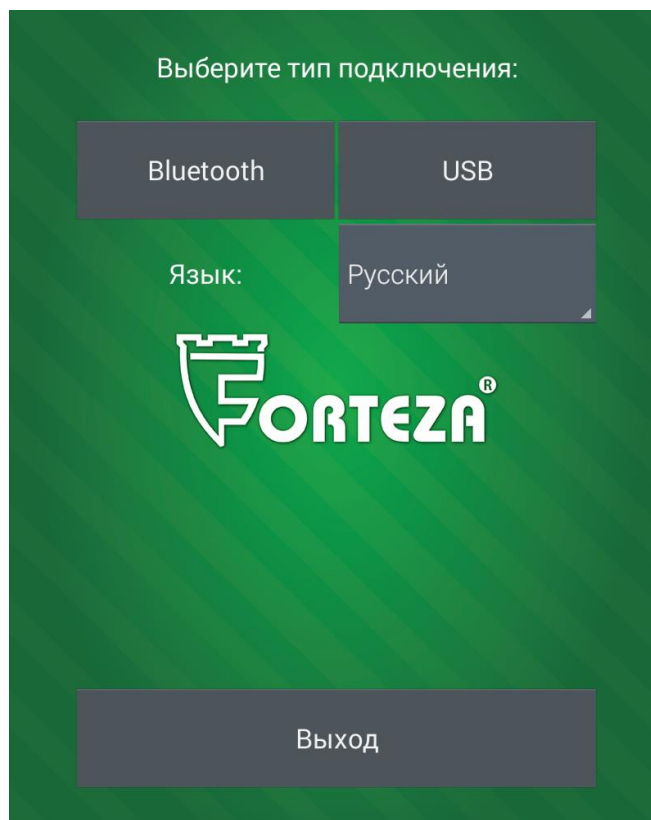 Выберите тип подключения:
Bluetooth USB
Язык: Русский
FORTEZA®
Выход